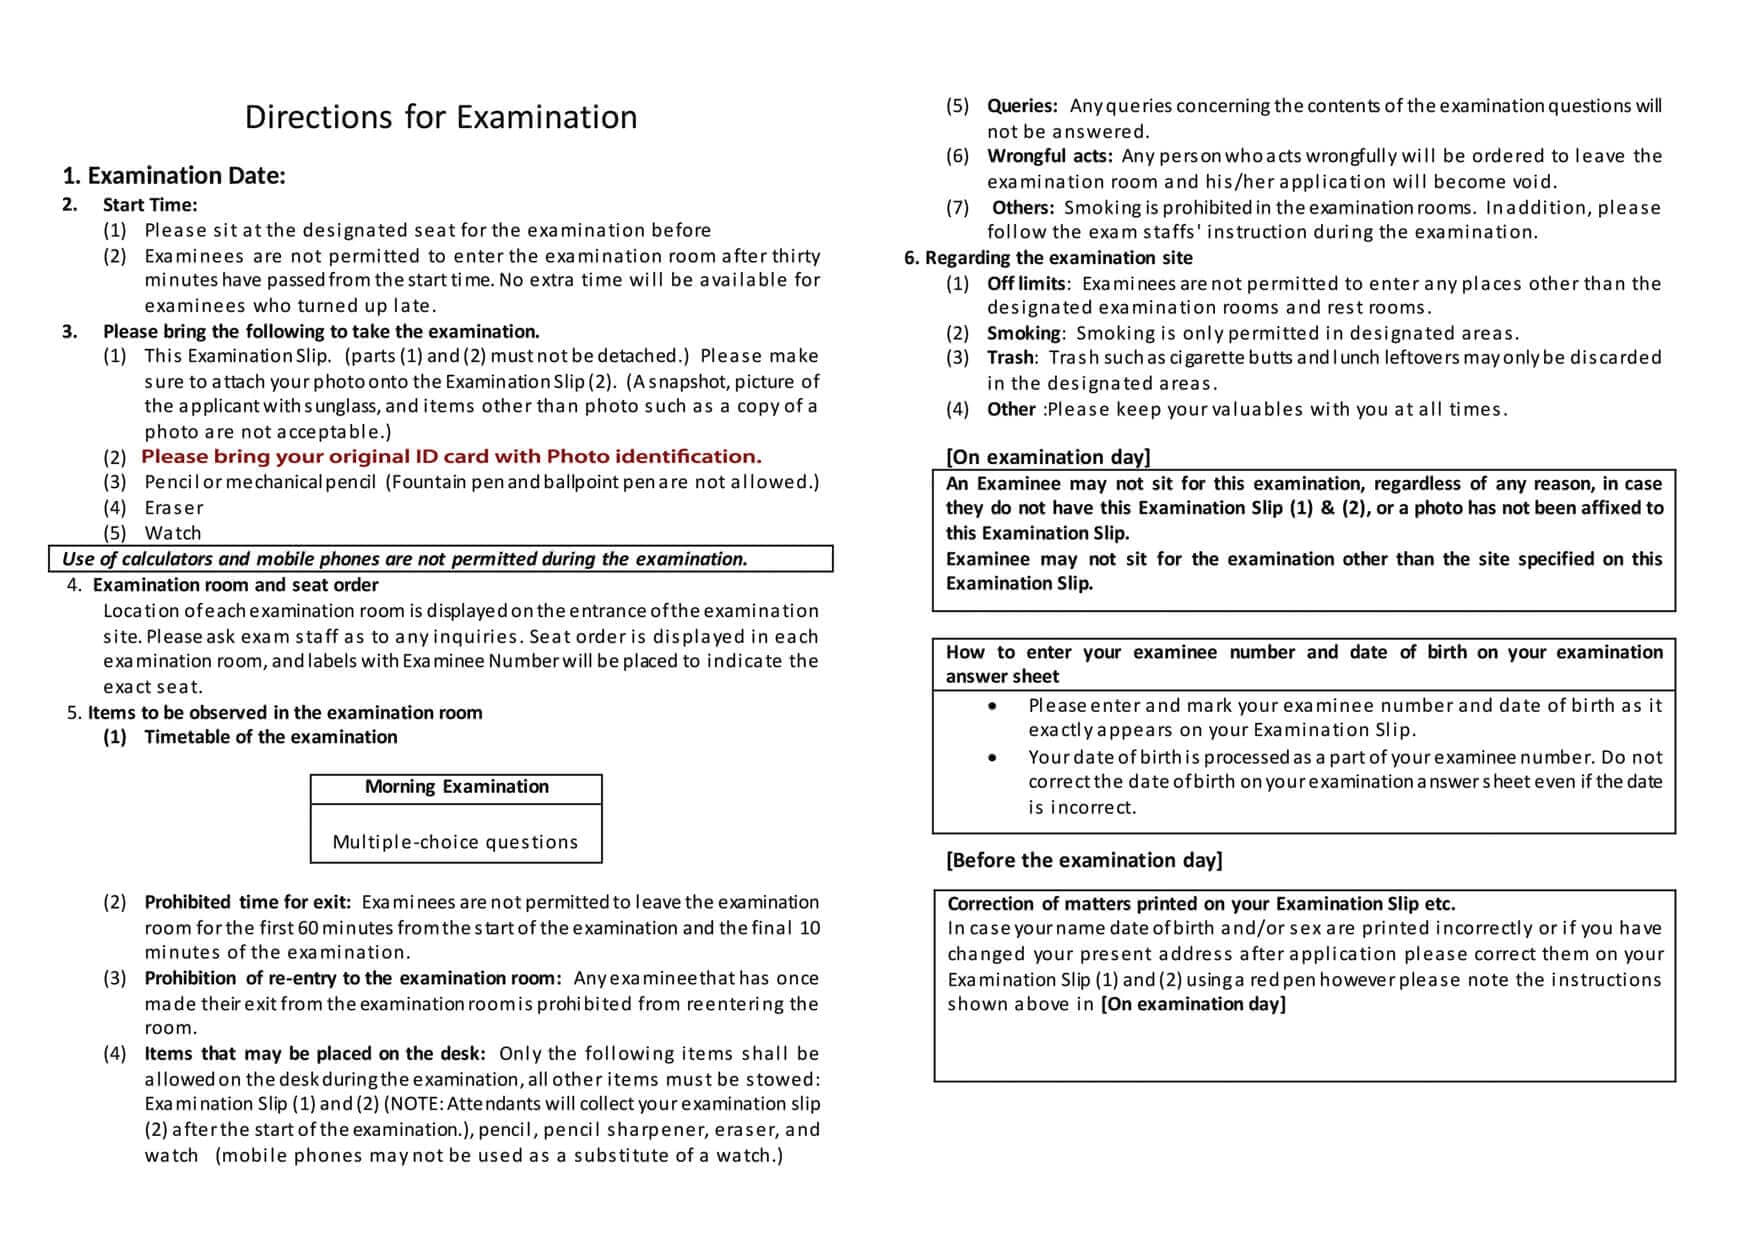 Directions for Examination
1. Examination Date:
2. Start Time:
(1) Please sit at the designated seat for the examination before
(2) Examinees are not permitted to enter the examination room after thirty
minutes have passed from the start time. No extra time will be available for
examinees who turned up late.
3. Please bring the following to take the examination.
(1) This Examination Slip. (parts (1) and (2) must not be detached.) Please make
sure to attach your photo onto the Examination Slip (2). (A snapshot, picture of
the applicant with sunglass, and items other than photo such as a copy of a
photo are not acceptable.)
(2) Please bring your original ID card with Photo identification.
(3) Pencil or mechanical pencil (Fountain pen and ballpoint pen are not allowed.)
(4) Eraser
(5) Watch
Use of calculators and mobile phones are not permitted during the examination.
4. Examination room and seat order
Location of each examination room is displayed on the entrance of the examination
site. Please ask exam staff as to any inquiries. Seat order is displayed in each
examination room, and labels with Examinee Number will be placed to indicate the
exact seat.
5. Items to be observed in the examination room
(1) Timetable of the examination
Morning Examination
Multiple-choice questions
(2) Prohibited time for exit: Examinees are not permitted to leave the examination
room for the first 60 minutes from the start of the examination and the final 10
minutes of the examination.
(3) Prohibition of re-entry to the examination room: Any examinee that has once
made their exit from the examination room is prohibited from reentering the
room.
(4) Items that may be placed on the desk: Only the following items shall be
allowed on the desk during the examination, all other items must be stowed:
Examination Slip (1) and (2) (NOTE: Attendants will collect your examination slip
(2) after the start of the examination.), pencil, pencil sharpener, eraser, and
watch (mobile phones may not be used as a substitute of a watch.)
(5) Queries: Any queries concerning the contents of the examination questions will
not be answered.
(6) Wrongful acts: Any person who acts wrongfully will be ordered to leave the
examination room and his/her application will become void.
(7) Others: Smoking is prohibited in the examination rooms. In addition, please
follow the exam staffs' instruction during the examination.
6. Regarding the examination site
(1) Off limits: Examinees are not permitted to enter any places other than the
designated examination rooms and rest rooms.
(2) Smoking: Smoking is only permitted in designated areas.
(3) Trash: Trash such as cigarette butts and lunch leftovers may only be discarded
in the designated areas.
(4) Other :Please keep your valuables with you at all times.
[On examination day]
An Examinee may not sit for this examination, regardless of any reason, in case
they do not have this Examination Slip (1) & (2), or a photo has not been affixed to
this Examination Slip.
Examinee may not sit for the examination other than the site specified on this
Examination Slip.
How to enter your examinee number and date of birth on your examination
answer sheet
• Please enter and mark your examinee number and date of birth as it
exactly appears on your Examination Slip.
• Your date of birth is processed as a part of your examinee number. Do not
correct the date of birth on your examination answer sheet even if the date
is incorrect.
[Before the examination day]
Correction of matters printed on your Examination Slip etc.
In case your name date of birth and/or sex are printed incorrectly or if you have
changed your present address after application please correct them on your
Examination Slip (1) and (2) using a red pen however please note the instructions
shown above in [On examination day]